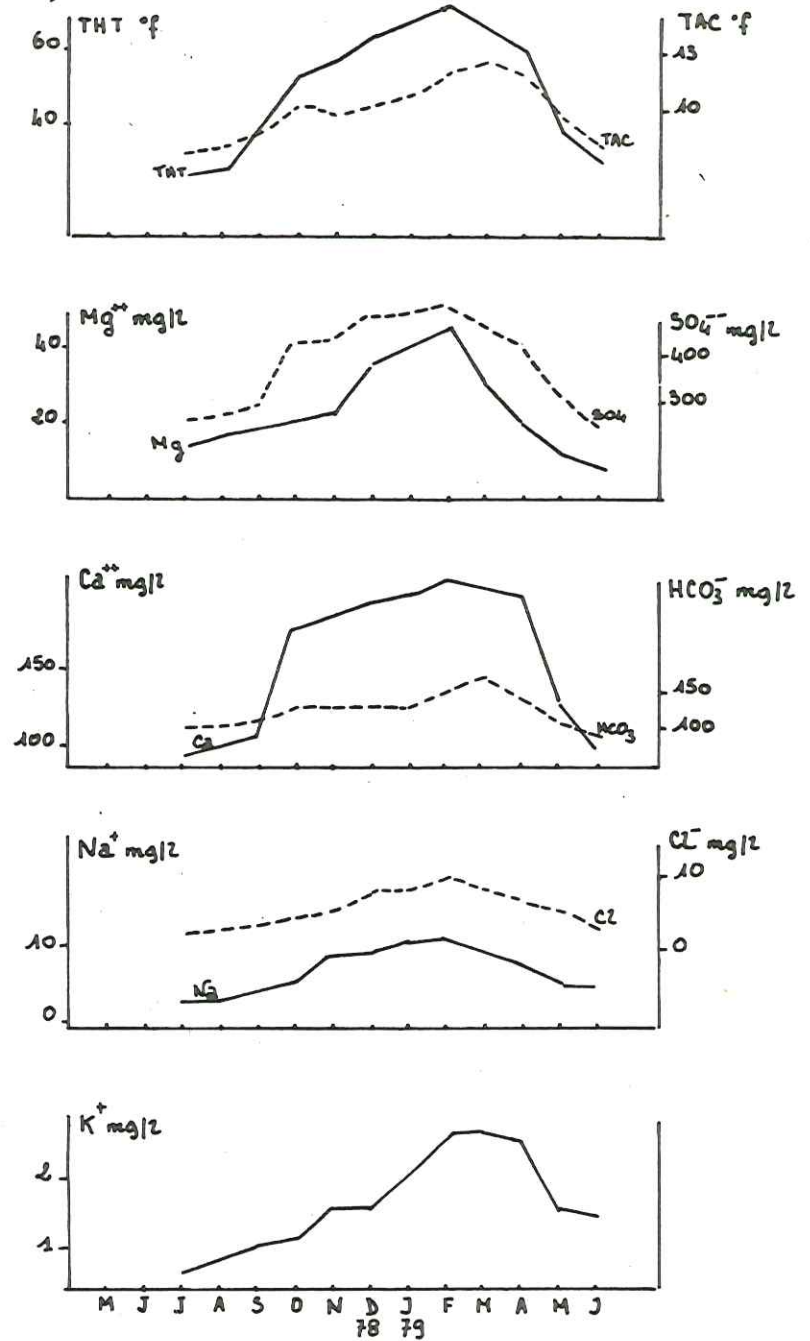 THT °f
TAC °f
60
40
13
10
THT
TAC
Mg++ mg/l
SO4-- mg/l
40
20
400
300
Mg
SO4
Ca++ mg/l
HCO3- mg/l
150
100
150
100
Ca
HCO3
Na+ mg/l
Cl- mg/l
10
0
10
0
Na
Cl
K+ mg/l
2
1
M J J A S O N D J F M A M J
78 79